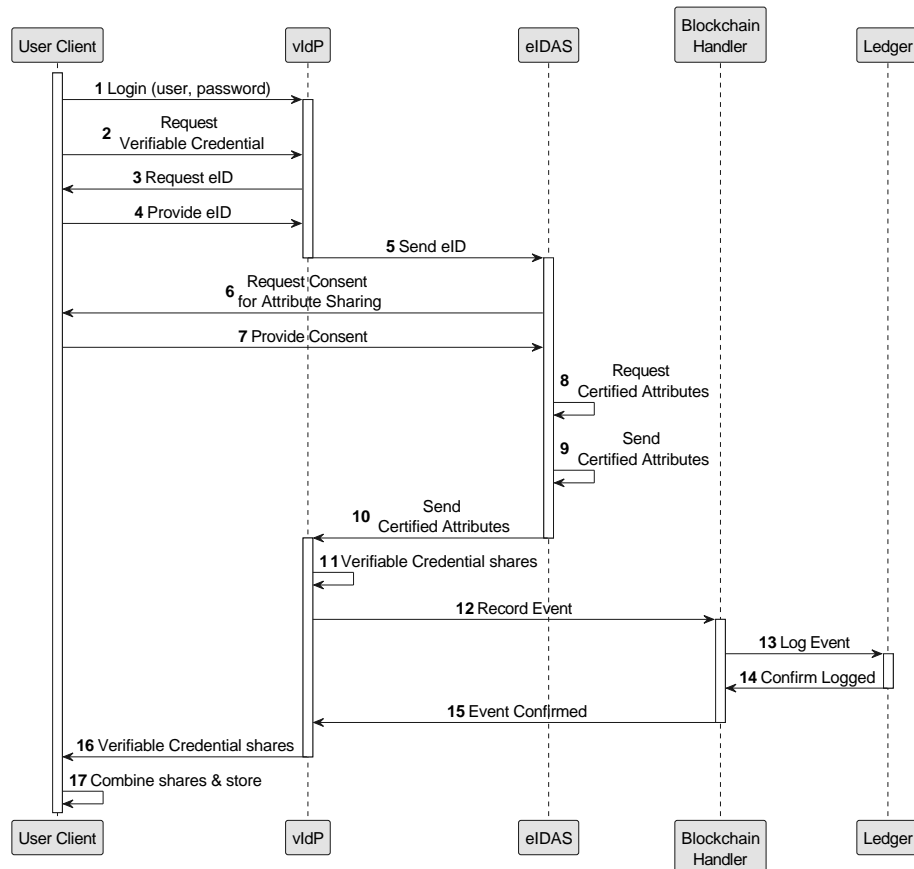 User Client
vIdP
eIDAS
Blockchain
Handler
Ledger
1 Login (user, password)
2 Request
Verifiable Credential
3 Request eID
4 Provide eID
5 Send eID
6 Request Consent
for Attribute Sharing
7 Provide Consent
8 Request
Certified Attributes
9 Send
Certified Attributes
10 Send
Certified Attributes
11 Verifiable Credential shares
12 Record Event
13 Log Event
14 Confirm Logged
15 Event Confirmed
16 Verifiable Credential shares
17 Combine shares & store
User Client
vIdP
eIDAS
Blockchain
Handler
Ledger